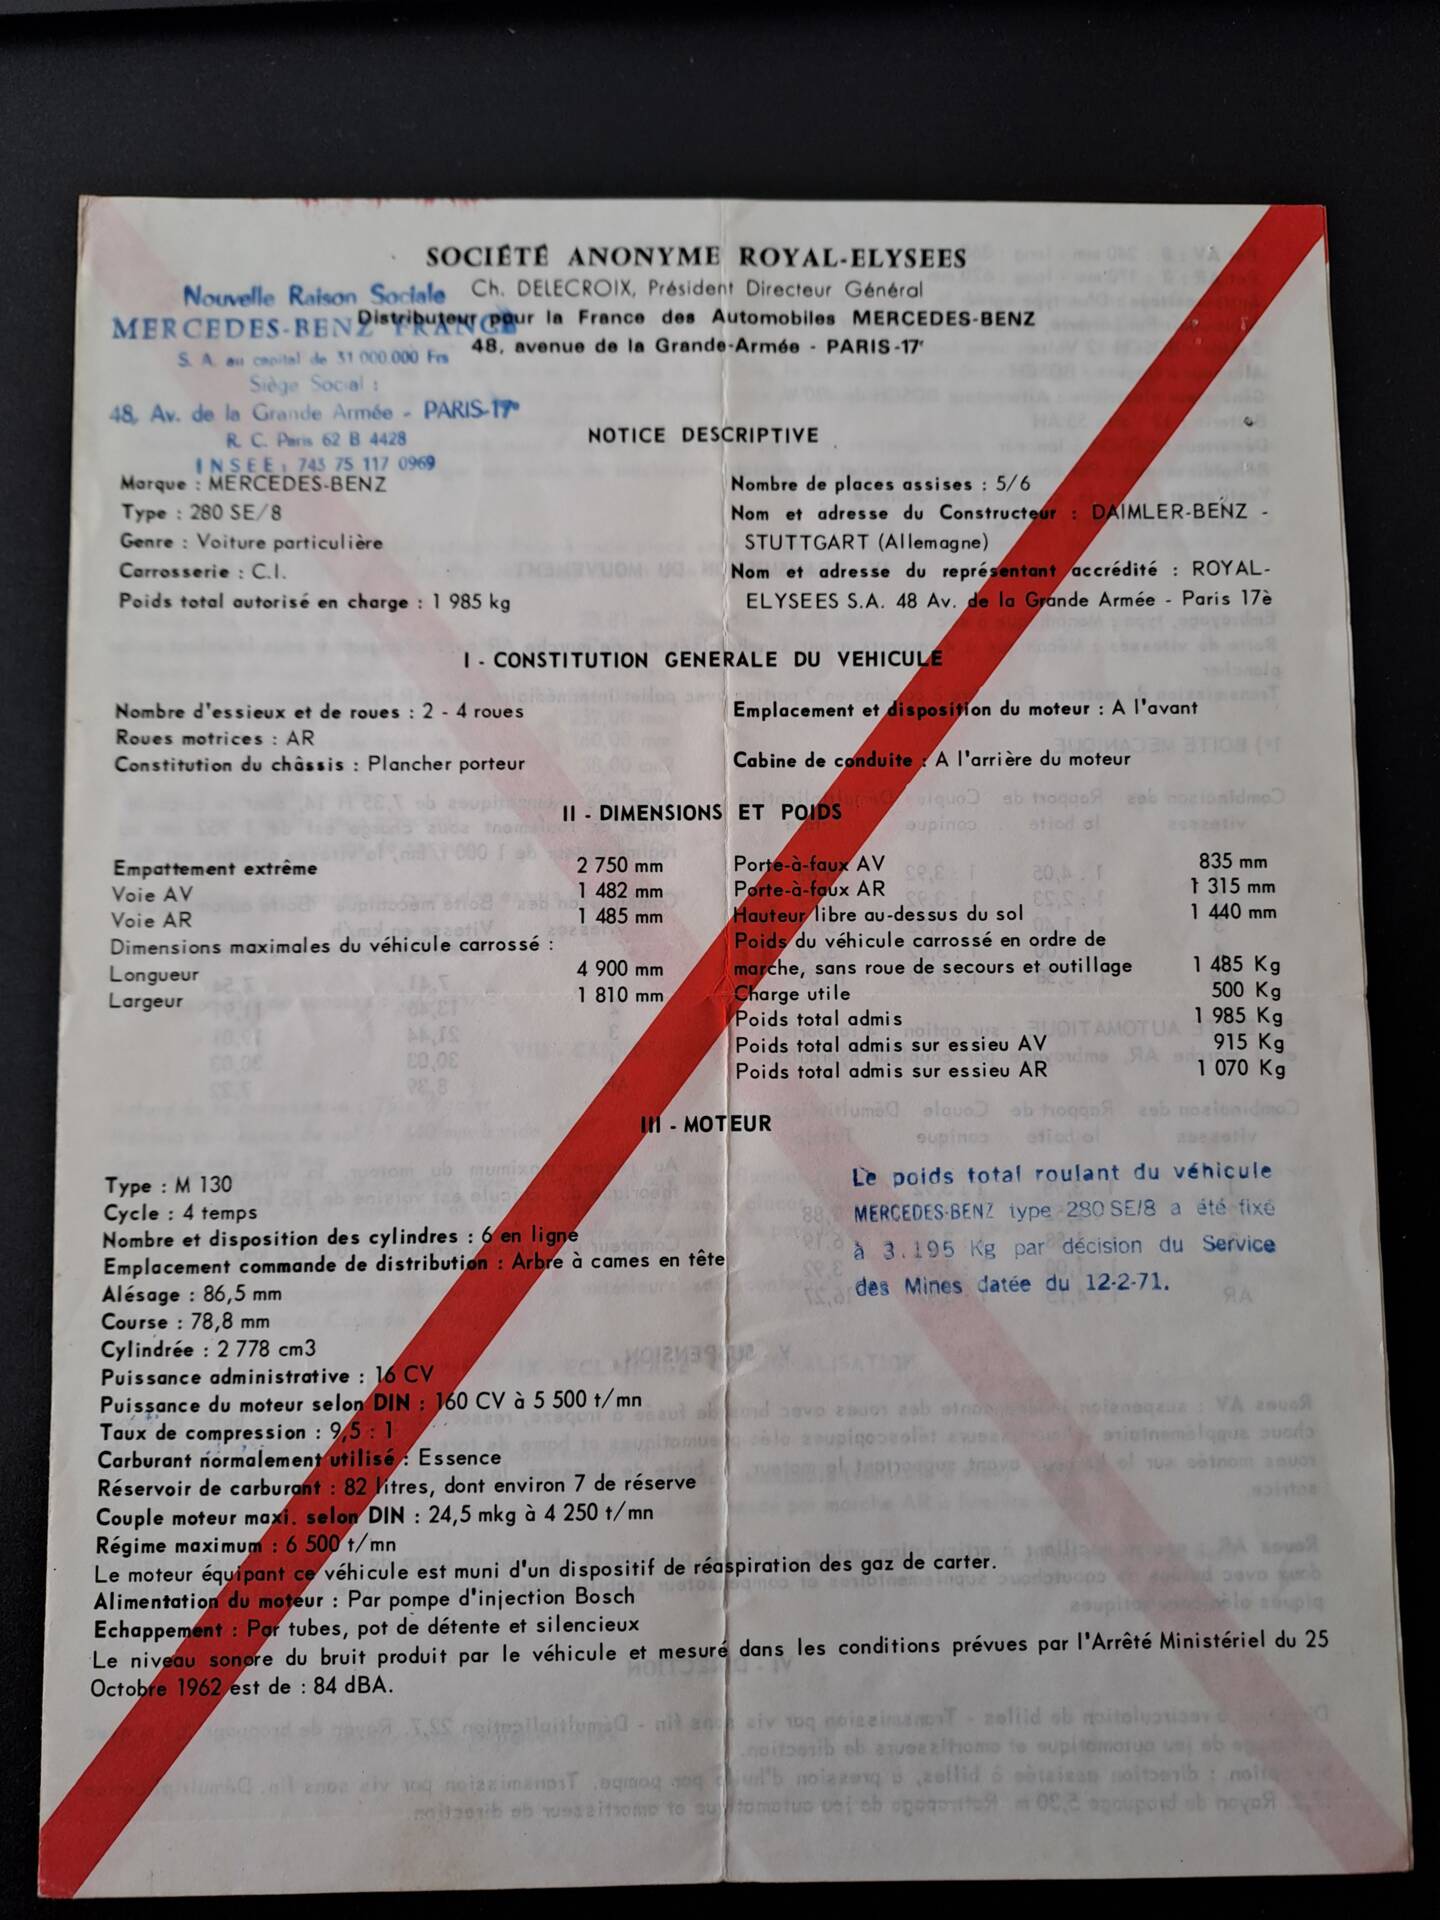 SOCIÉTÉ ANONYME ROYAL-ELYSEES
Ch. DELECROIX, Président Directeur Général
Distributeur pour la France des Automobiles MERCEDES-BENZ
48, avenue de la Grande-Armée - PARIS-17e
Nouvelle Raison Sociale
MERCEDES-BENZ FRANCE
S. A. au capital de 31 000.000 Frs
Siège Social :
48, Av. de la Grande Armée - PARIS-17e
R. C. Paris 62 B 4428
INSEE : 743 75 117 0969
NOTICE DESCRIPTIVE
Marque : MERCEDES-BENZ
Type : 280 SE/8
Genre : Voiture particulière
Carrosserie : C.I.
Poids total autorisé en charge : 1 985 kg
Nombre de places assises : 5/6
Nom et adresse du Constructeur : DAIMLER-BENZ -
STUTTGART (Allemagne)
Nom et adresse du représentant accrédité : ROYAL-
ELYSEES S.A. 48 Av. de la Grande Armée - Paris 17è
I - CONSTITUTION GENERALE DU VEHICULE
Nombre d'essieux et de roues : 2 - 4 roues
Roues motrices : AR
Constitution du châssis : Plancher porteur
Emplacement et disposition du moteur : A l'avant
Cabine de conduite : A l'arrière du moteur
II - DIMENSIONS ET POIDS
Empattement extrême 2 750 mm
Voie AV 1 482 mm
Voie AR 1 485 mm
Dimensions maximales du véhicule carrossé :
Longueur 4 900 mm
Largeur 1 810 mm
Porte-à-faux AV 835 mm
Porte-à-faux AR 1 315 mm
Hauteur libre au-dessus du sol 1 440 mm
Poids du véhicule carrossé en ordre de
marche, sans roue de secours et outillage 1 485 Kg
Charge utile 500 Kg
Poids total admis 1 985 Kg
Poids total admis sur essieu AV 915 Kg
Poids total admis sur essieu AR 1 070 Kg
III - MOTEUR
Type : M 130
Cycle : 4 temps
Nombre et disposition des cylindres : 6 en ligne
Emplacement commande de distribution : Arbre à cames en tête
Alésage : 86,5 mm
Course : 78,8 mm
Cylindrée : 2 778 cm3
Puissance administrative : 16 CV
Puissance du moteur selon DIN : 160 CV à 5 500 t/mn
Taux de compression : 9,5 : 1
Carburant normalement utilisé : Essence
Réservoir de carburant : 82 litres, dont environ 7 de réserve
Couple moteur maxi. selon DIN : 24,5 mkg à 4 250 t/mn
Régime maximum : 6 500 t/mn
Le moteur équipant ce véhicule est muni d'un dispositif de réaspiration des gaz de carter.
Alimentation du moteur : Par pompe d'injection Bosch
Echappement : Par tubes, pot de détente et silencieux
Le niveau sonore du bruit produit par le véhicule et mesuré dans les conditions prévues par l'Arrêté Ministériel du 25
Octobre 1962 est de : 84 dBA.
Le poids total roulant du véhicule
MERCEDES-BENZ type 280 SE/8 a été fixé
à 3.195 Kg par décision du Service
des Mines datée du 12-2-71.